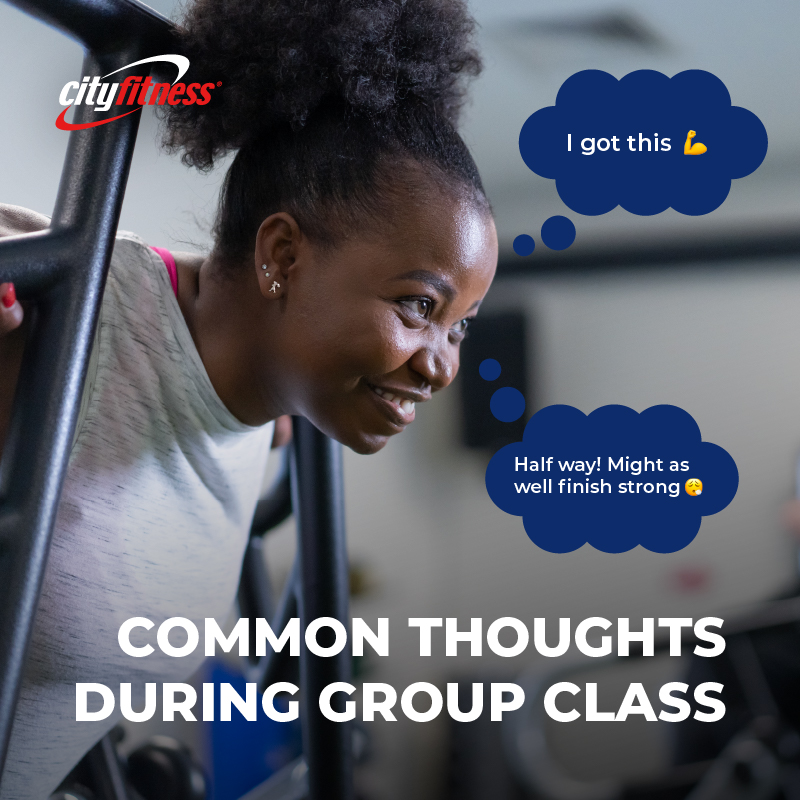 cityfitness
I got this 💪
Half way! Might as
well finish strong 😮‍💨
COMMON THOUGHTS
DURING GROUP CLASS